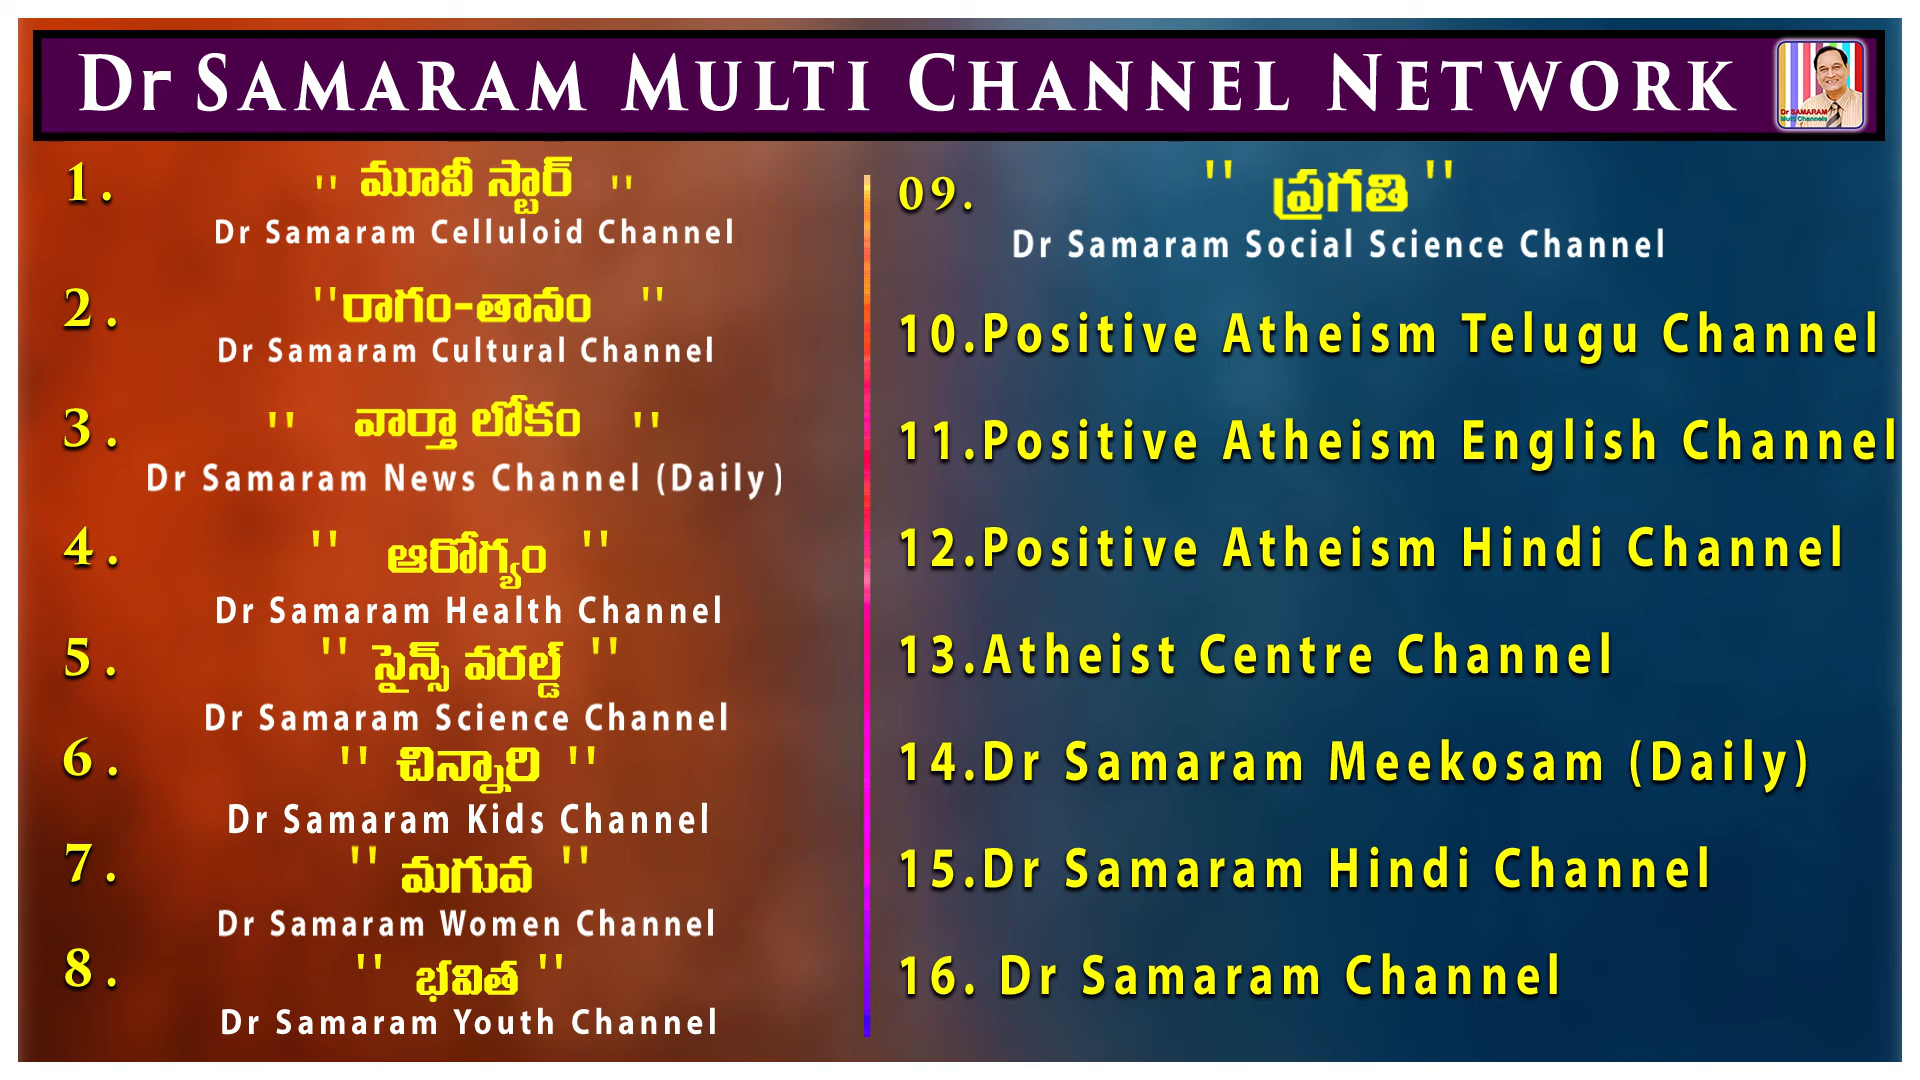 Dr SAMARAM MULTI CHANNEL NETWORK
Dr SAMARAM
Multi Channels
1. '' మూవీ స్టార్ ''
Dr Samaram Celluloid Channel
2. ''రాగం-తానం ''
Dr Samaram Cultural Channel
3. '' వార్తా లోకం ''
Dr Samaram News Channel (Daily)
4. '' ఆరోగ్యం ''
Dr Samaram Health Channel
5. '' సైన్స్ వరల్డ్ ''
Dr Samaram Science Channel
6. '' చిన్నారి ''
Dr Samaram Kids Channel
7. '' మగువ ''
Dr Samaram Women Channel
8. '' భవిత ''
Dr Samaram Youth Channel
09. '' ప్రగతి ''
Dr Samaram Social Science Channel
10.Positive Atheism Telugu Channel
11.Positive Atheism English Channel
12.Positive Atheism Hindi Channel
13.Atheist Centre Channel
14.Dr Samaram Meekosam (Daily)
15.Dr Samaram Hindi Channel
16. Dr Samaram Channel